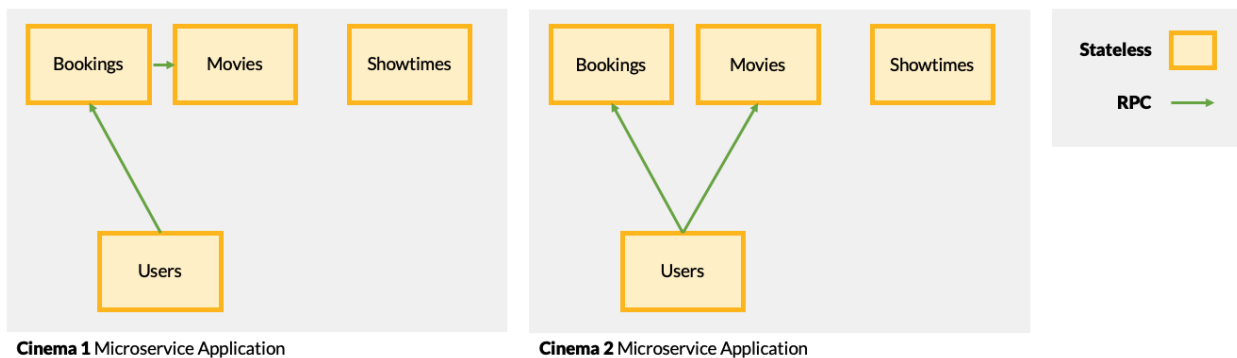 Bookings
Movies
Showtimes
Users
Cinema 1 Microservice Application
Bookings
Movies
Showtimes
Users
Cinema 2 Microservice Application
Stateless
RPC